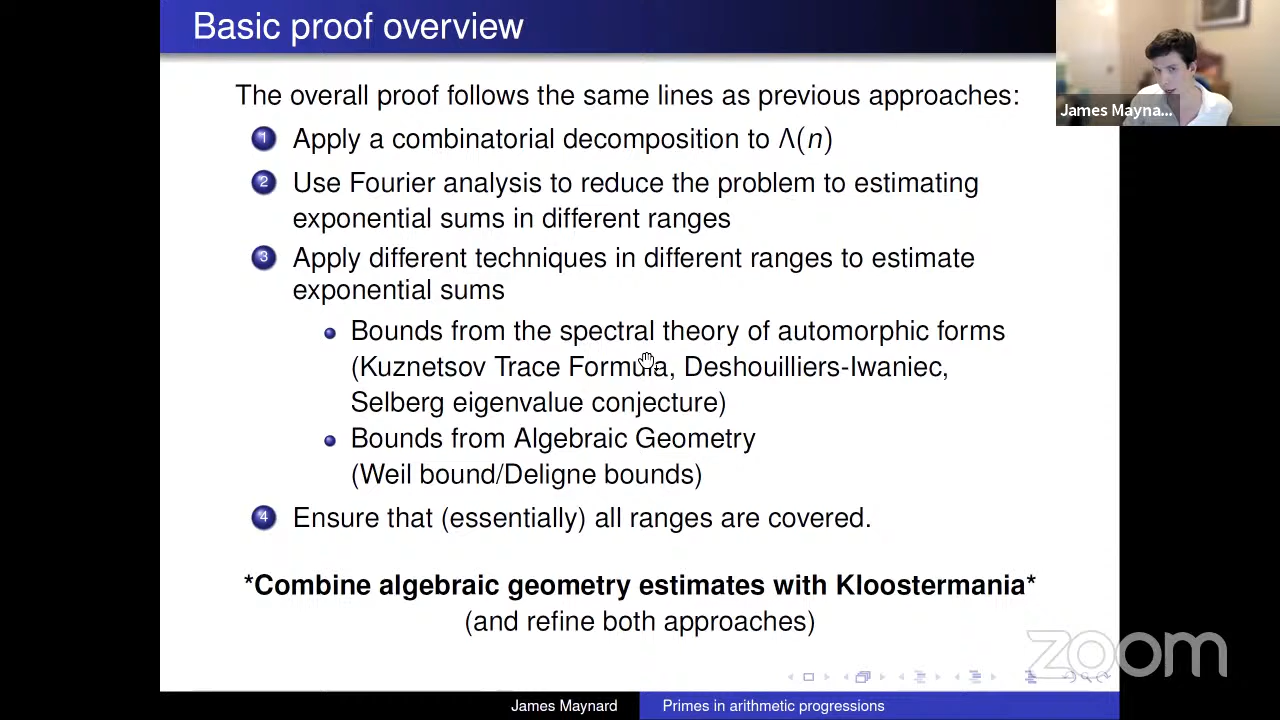 Basic proof overview
James Mayna...
The overall proof follows the same lines as previous approaches:
1 Apply a combinatorial decomposition to Λ(n)
2 Use Fourier analysis to reduce the problem to estimating
exponential sums in different ranges
3 Apply different techniques in different ranges to estimate
exponential sums
Bounds from the spectral theory of automorphic forms
(Kuznetsov Trace Formula, Deshouilliers-Iwaniec,
Selberg eigenvalue conjecture)
Bounds from Algebraic Geometry
(Weil bound/Deligne bounds)
4 Ensure that (essentially) all ranges are covered.
*Combine algebraic geometry estimates with Kloostermania*
(and refine both approaches)
zoom
James Maynard
Primes in arithmetic progressions